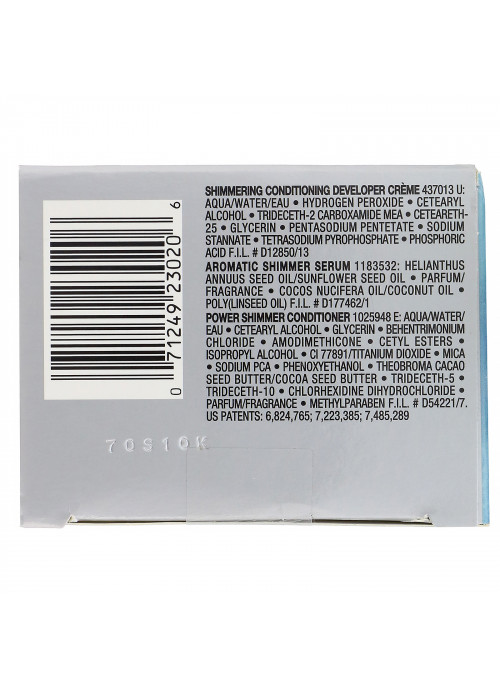 SHIMMERING CONDITIONING DEVELOPER CRÈME 437013 U:
AQUA/WATER/EAU • HYDROGEN PEROXIDE • CETEARYL
ALCOHOL • TRIDECETH-2 CARBOXAMIDE MEA • CETEARETH-
25 • GLYCERIN • PENTASODIUM PENTETATE • SODIUM
STANNATE • TETRASODIUM PYROPHOSPHATE • PHOSPHORIC
ACID F.I.L. # D12850/13
AROMATIC SHIMMER SERUM 1183532: HELIANTHUS
ANNUUS SEED OIL/SUNFLOWER SEED OIL • PARFUM/
FRAGRANCE • COCOS NUCIFERA OIL/COCONUT OIL •
POLY(LINSEED OIL) F.I.L. # D177462/1
POWER SHIMMER CONDITIONER 1025948 E: AQUA/WATER/
EAU • CETEARYL ALCOHOL • GLYCERIN • BEHENTRIMONIUM
CHLORIDE • AMODIMETHICONE • CETYL ESTERS •
ISOPROPYL ALCOHOL • CI 77891/TITANIUM DIOXIDE • MICA
• SODIUM PCA • PHENOXYETHANOL • THEOBROMA CACAO
SEED BUTTER/COCOA SEED BUTTER • TRIDECETH-5 •
TRIDECETH-10 • CHLORHEXIDINE DIHYDROCHLORIDE •
PARFUM/FRAGRANCE • METHYLPARABEN F.I.L. # D54221/7.
US PATENTS: 6,824,765; 7,223,385; 7,485,289
0 71249 23020 6
70S10K